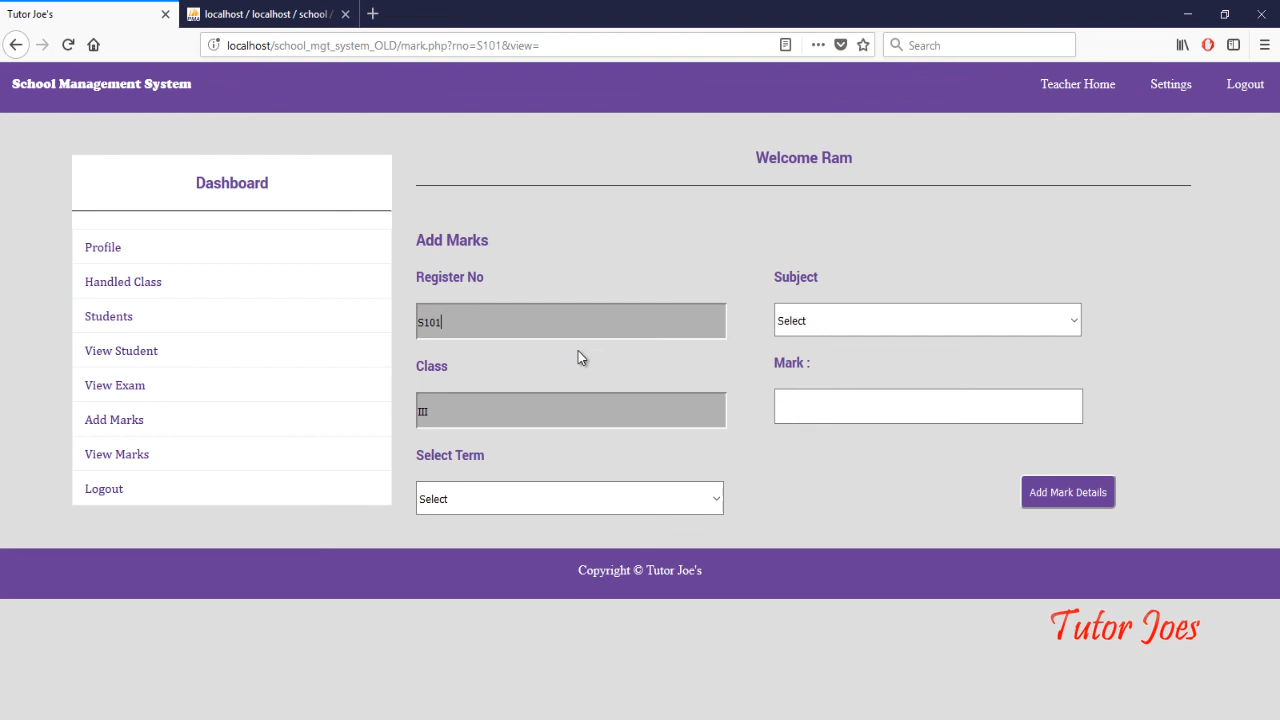 Tutor Joe's
localhost / localhost / school /
localhost/school_mgt_system_OLD/mark.php?rno=S101&view=
Search
School Management System
Teacher Home
Settings
Logout
Welcome Ram
Dashboard
Profile
Handled Class
Students
View Student
View Exam
Add Marks
View Marks
Logout
Add Marks
Register No
S101
Class
III
Select Term
Select
Subject
Select
Mark :
Add Mark Details
Copyright © Tutor Joe's
Tutor Joes